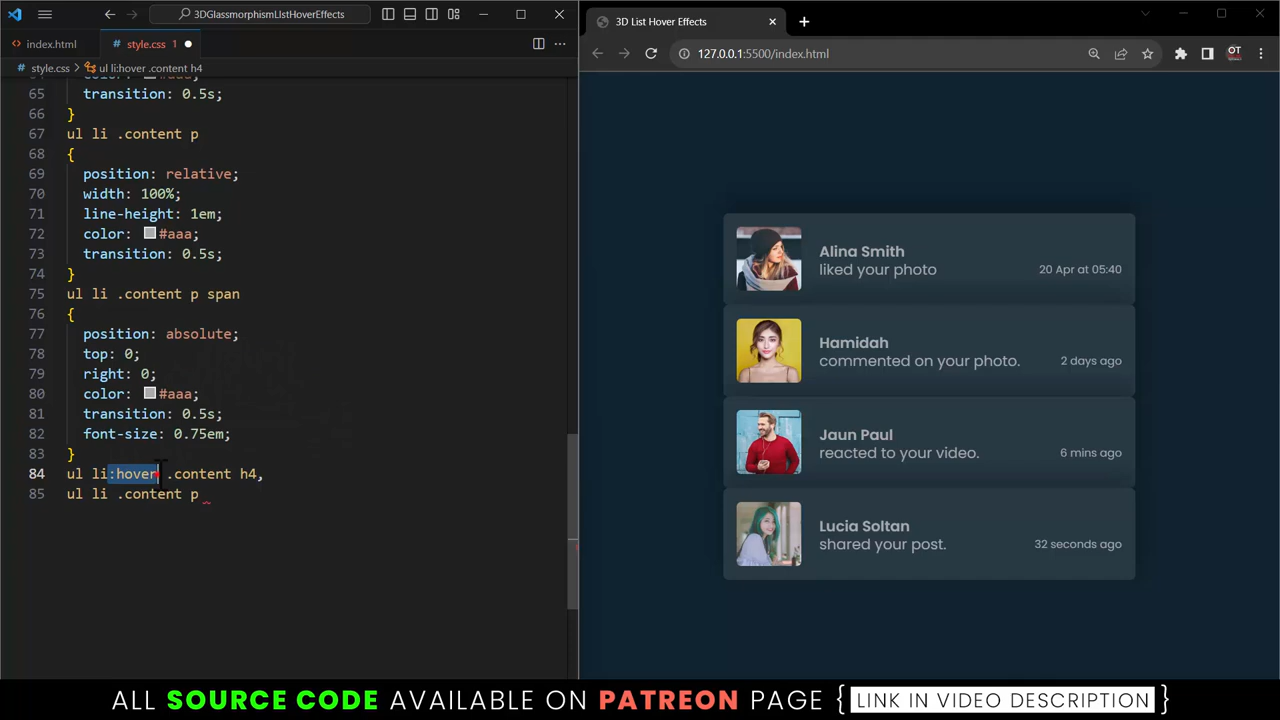 3DGlassmorphismLIstHoverEffects
index.html
style.css 1
style.css
ul li:hover .content h4
65 transition: 0.5s;
66 }
67 ul li .content p
68 {
69 position: relative;
70 width: 100%;
71 line-height: 1em;
72 color: #aaa;
73 transition: 0.5s;
74 }
75 ul li .content p span
76 {
77 position: absolute;
78 top: 0;
79 right: 0;
80 color: #aaa;
81 transition: 0.5s;
82 font-size: 0.75em;
83 }
84 ul li:hover .content h4,
85 ul li .content p
3D List Hover Effects
127.0.0.1:5500/index.html
OT
Alina Smith
liked your photo
20 Apr at 05:40
Hamidah
commented on your photo.
2 days ago
Jaun Paul
reacted to your video.
6 mins ago
Lucia Soltan
shared your post.
32 seconds ago
ALL SOURCE CODE AVAILABLE ON PATREON PAGE { LINK IN VIDEO DESCRIPTION }